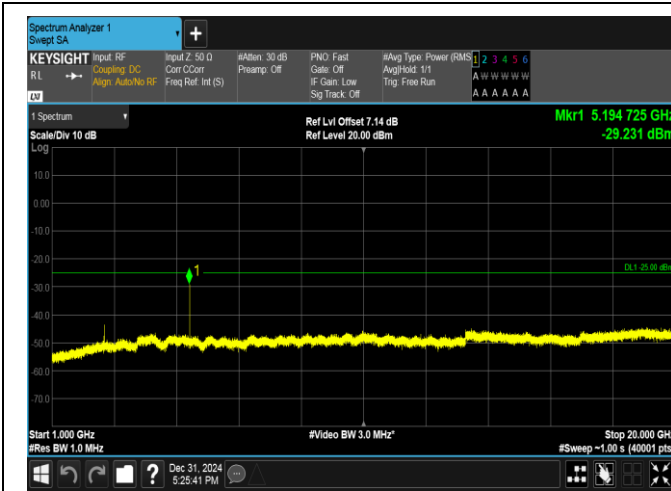 Spectrum Analyzer 1
Swept SA
KEYSIGHT Input: RF Input Z: 50 Ω #Atten: 30 dB PNO: Fast #Avg Type: Power (RMS 1 2 3 4 5 6
RL Coupling: DC Corr CCorr Preamp: Off Gate: Off Avg|Hold: 1/1 A W W W W W
Align: Auto/No RF Freq Ref: Int (S) IF Gain: Low Trig: Free Run
LXI Sig Track: Off A A A A A A
1 Spectrum Ref Lvl Offset 7.14 dB Mkr1 5.194 725 GHz
Scale/Div 10 dB Ref Level 20.00 dBm -29.231 dBm
Log
10.0
0.00
-10.0
1
-20.0
DL1 -25.00 dBm
-30.0
-40.0
-50.0
-60.0
-70.0
Start 1.000 GHz #Video BW 3.0 MHz* Stop 20.000 GHz
#Res BW 1.0 MHz #Sweep ~1.00 s (40001 pts
? Dec 31, 2024
5:25:41 PM